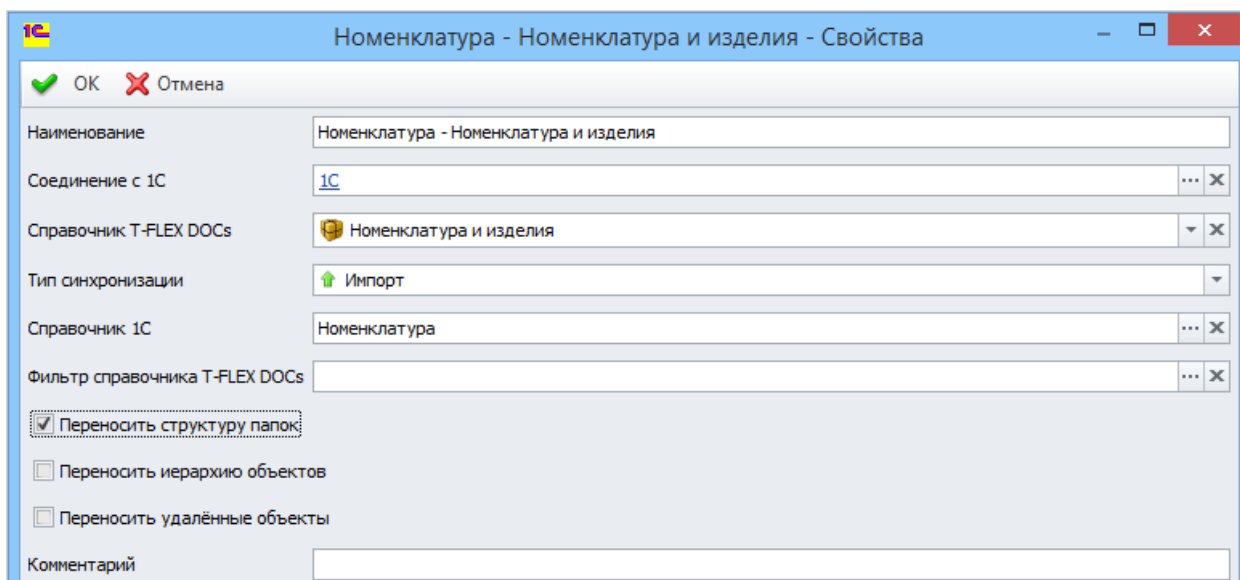 1С
Номенклатура - Номенклатура и изделия - Свойства
ОК Отмена
Наименование Номенклатура - Номенклатура и изделия
Соединение с 1С 1С
Справочник T-FLEX DOCs Номенклатура и изделия
Тип синхронизации Импорт
Справочник 1С Номенклатура
Фильтр справочника T-FLEX DOCs
Переносить структуру папок
Переносить иерархию объектов
Переносить удалённые объекты
Комментарий